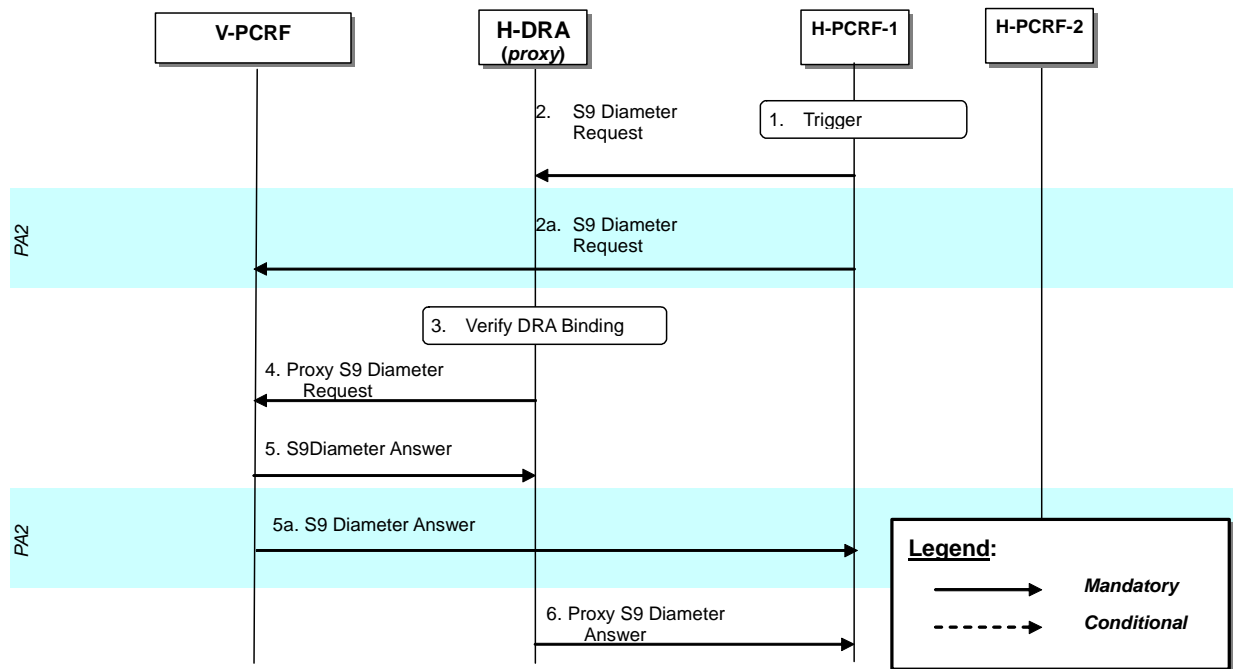 V-PCRF
H-DRA
(proxy)
H-PCRF-1
H-PCRF-2
2. S9 Diameter
Request
1. Trigger
PA2
2a. S9 Diameter
Request
3. Verify DRA Binding
4. Proxy S9 Diameter
Request
5. S9Diameter Answer
PA2
5a. S9 Diameter Answer
Legend:
Mandatory
Conditional
6. Proxy S9 Diameter
Answer